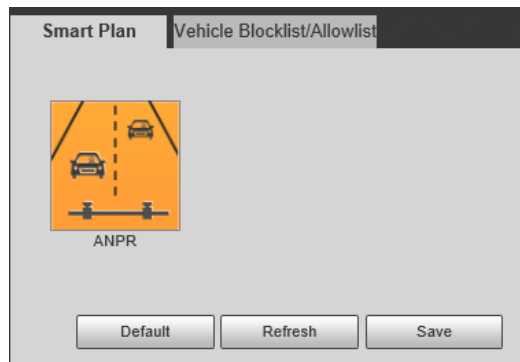 Smart Plan Vehicle Blocklist/Allowlist
ANPR
Default Refresh Save